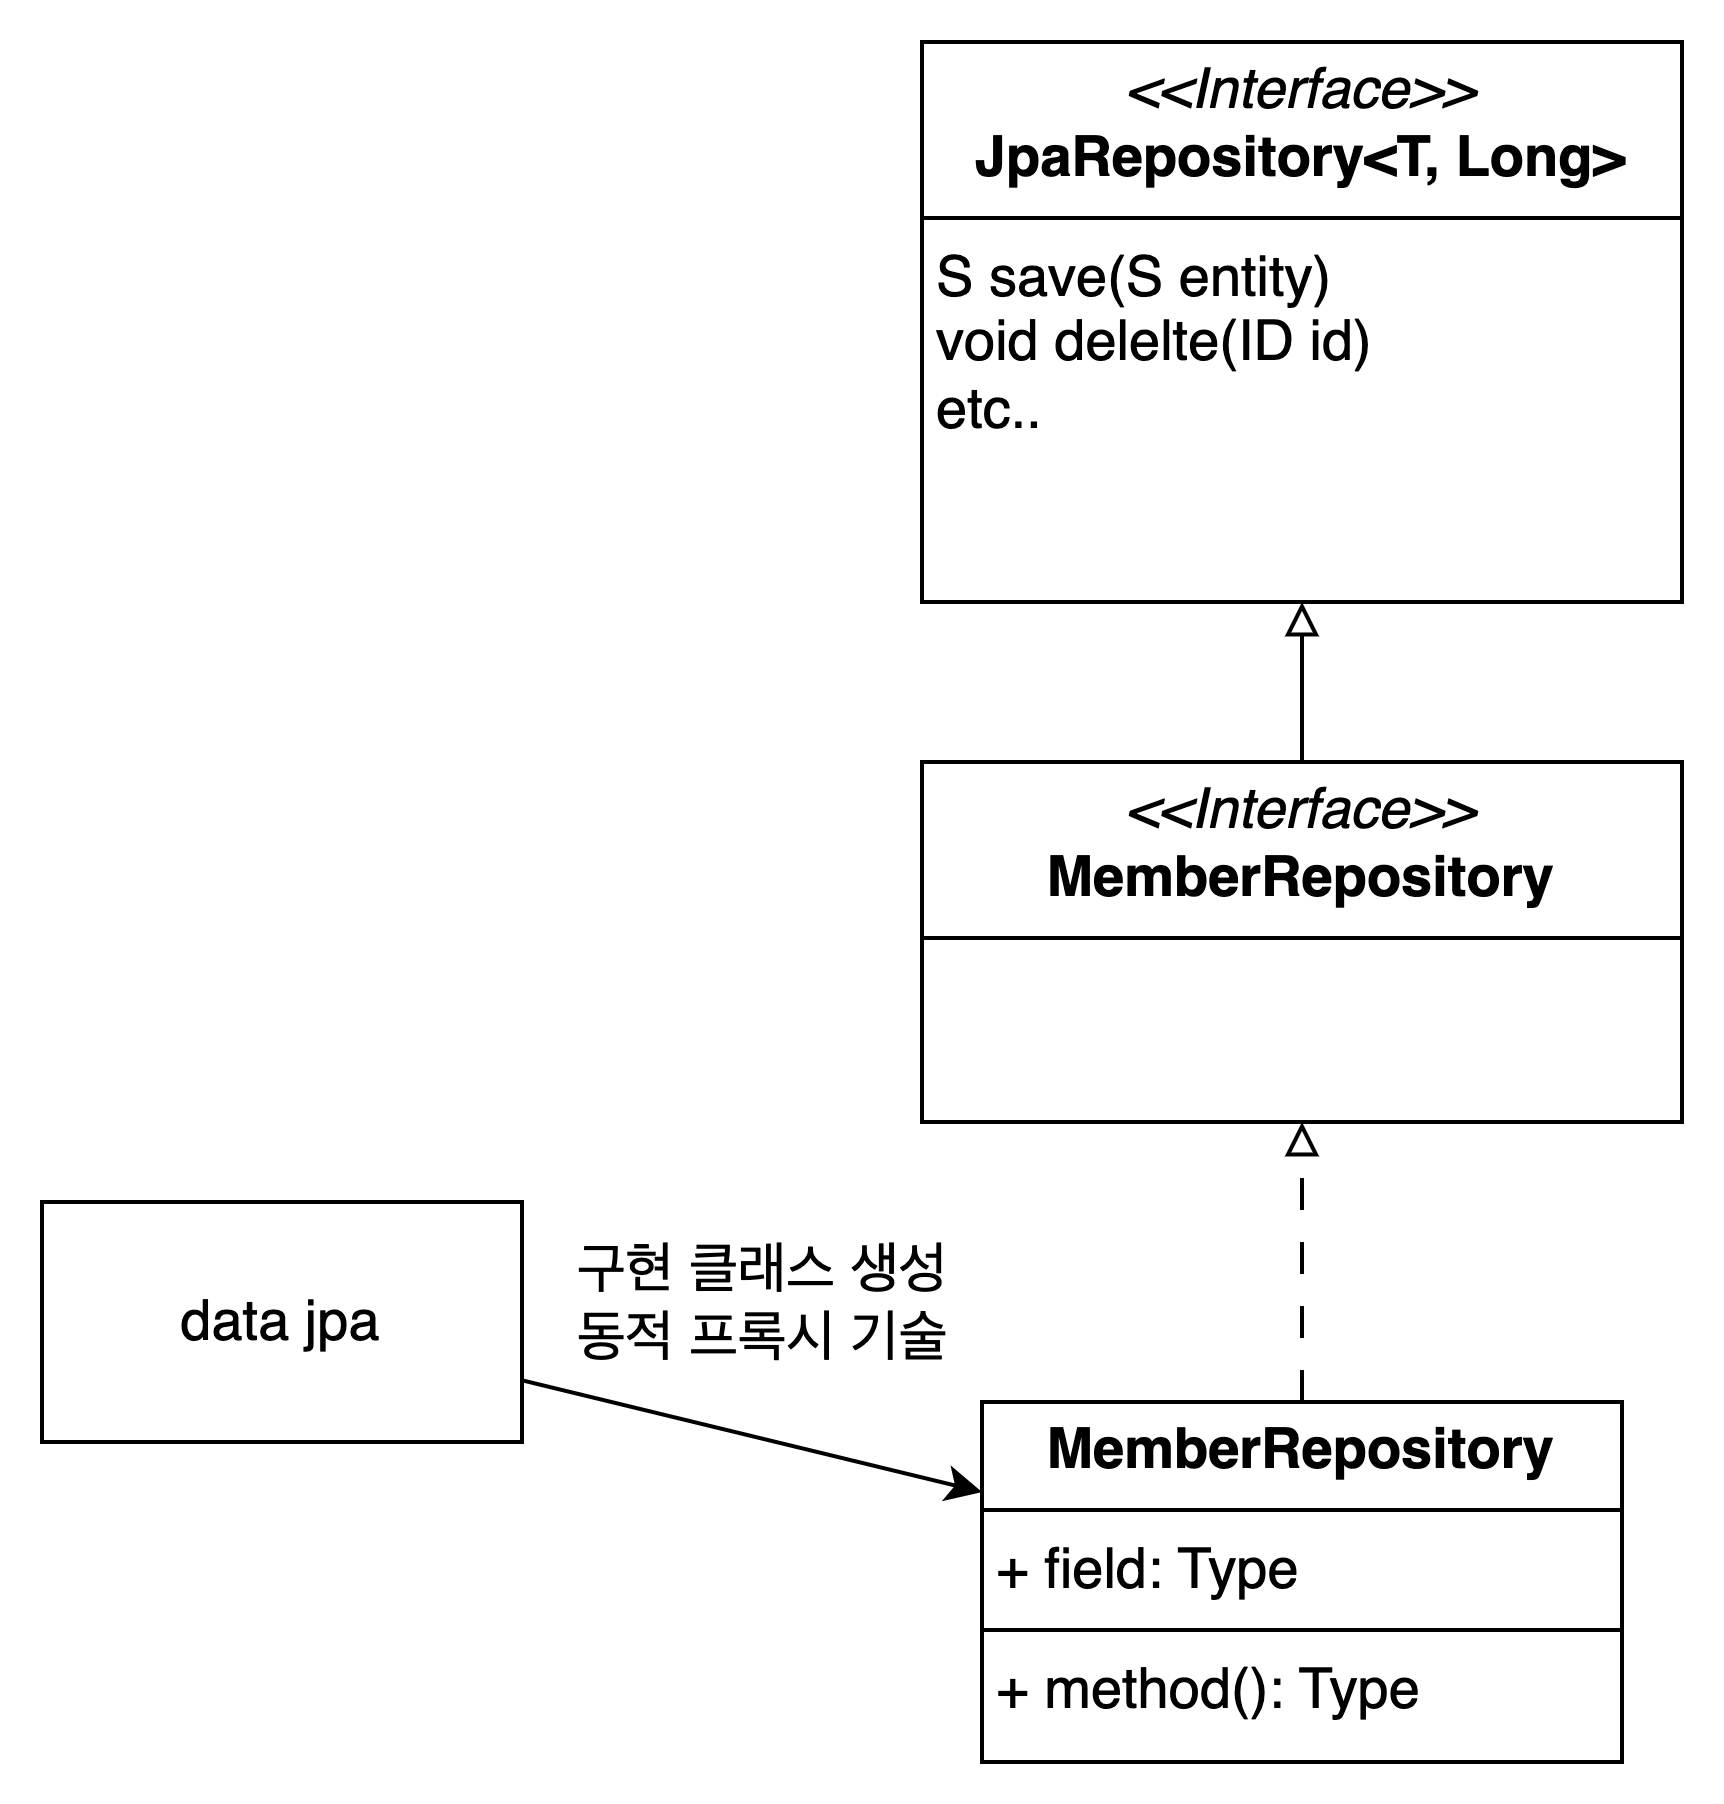 <<Interface>>
JpaRepository<T, Long>
S save(S entity)
void delelte(ID id)
etc..
<<Interface>>
MemberRepository
data jpa
구현 클래스 생성
동적 프록시 기술
MemberRepository
+ field: Type
+ method(): Type